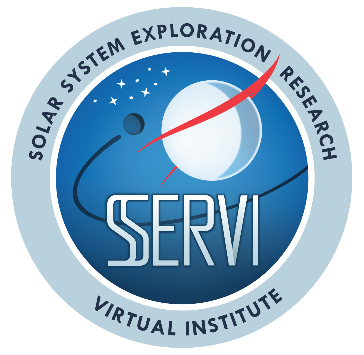 SOLAR SYSTEM EXPLORATION RESEARCH
SSERVI
VIRTUAL INSTITUTE